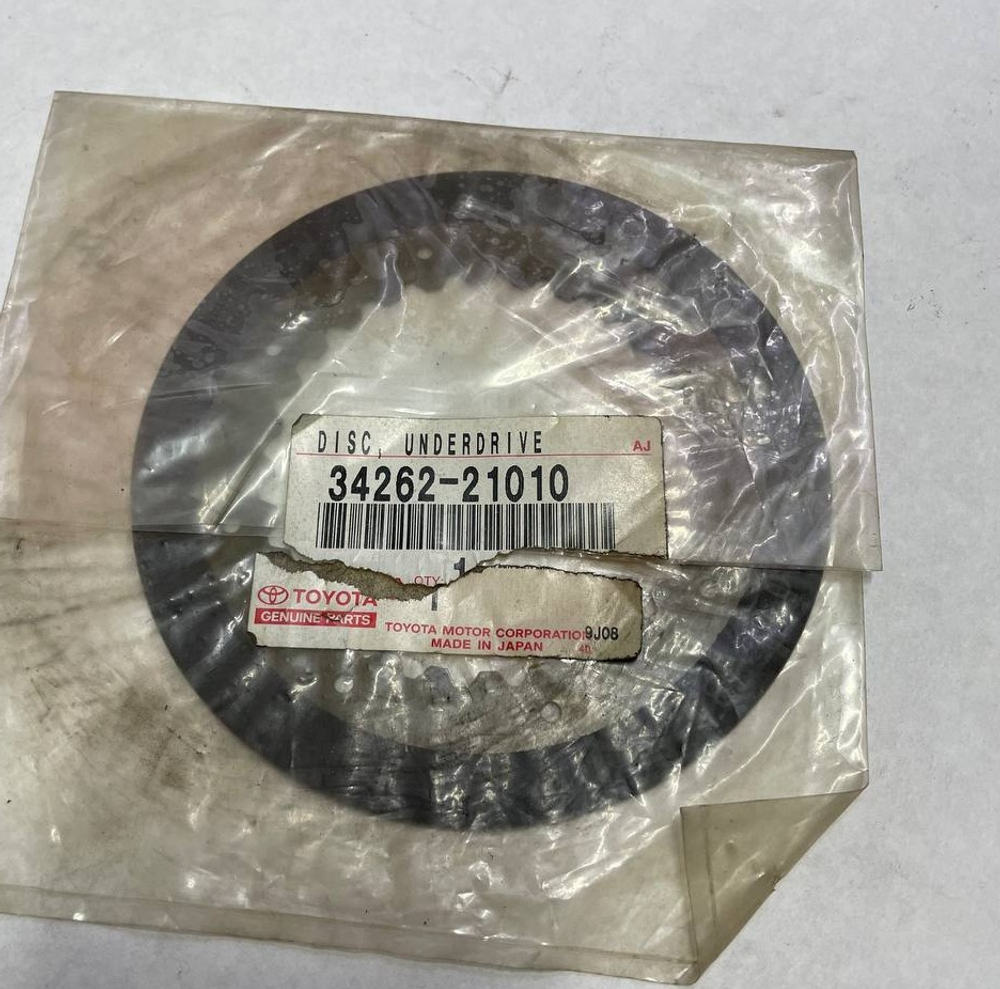 DISC, UNDERDRIVE AJ
34262-21010
QTY 1
TOYOTA
GENUINE PARTS
TOYOTA MOTOR CORPORATION 9J08
MADE IN JAPAN